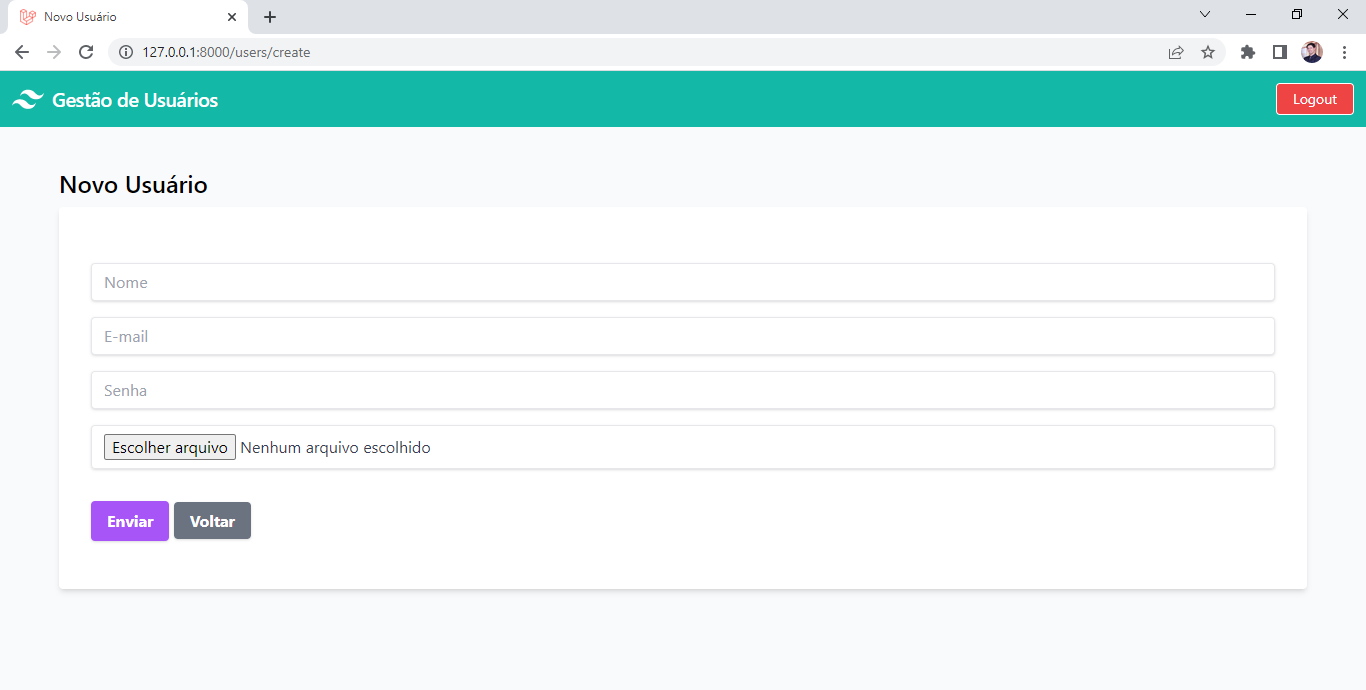 Novo Usuário
127.0.0.1:8000/users/create
Gestão de Usuários
Logout
Novo Usuário
Nome
E-mail
Senha
Escolher arquivo Nenhum arquivo escolhido
Enviar Voltar